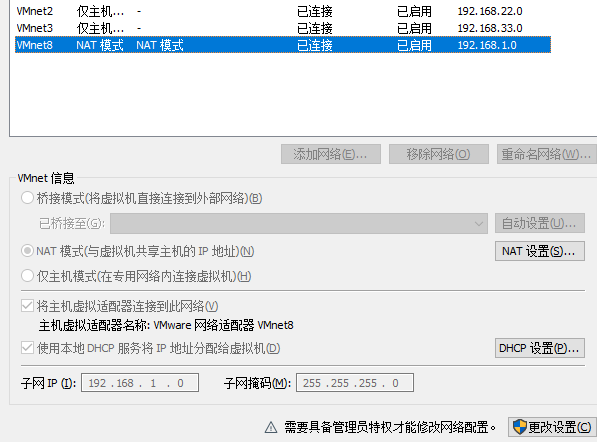 VMnet2 仅主机... - 已连接 已启用 192.168.22.0
VMnet3 仅主机... - 已连接 已启用 192.168.33.0
VMnet8 NAT 模式 NAT 模式 已连接 已启用 192.168.1.0
添加网络(E)... 移除网络(O) 重命名网络(W)...
VMnet 信息
桥接模式(将虚拟机直接连接到外部网络)(B)
已桥接至(G): 自动设置(U)...
NAT 模式(与虚拟机共享主机的 IP 地址)(N) NAT 设置(S)...
仅主机模式(在专用网络内连接虚拟机)(H)
将主机虚拟适配器连接到此网络(V)
主机虚拟适配器名称: VMware 网络适配器 VMnet8
使用本地 DHCP 服务将 IP 地址分配给虚拟机(D) DHCP 设置(P)...
子网 IP (I): 192 . 168 . 1 . 0 子网掩码(M): 255 . 255 . 255 . 0
需要具备管理员特权才能修改网络配置。 更改设置(C)